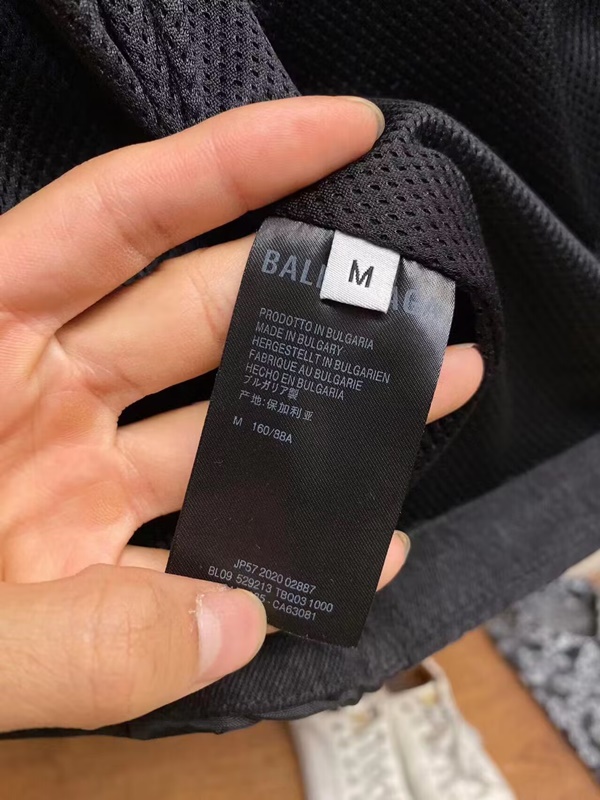 M
PRODOTTO IN BULGARIA
MADE IN BULGARY
HERGESTELLT IN BULGARIEN
FABRIQUE AU BULGARIE
HECHO EN BULGARIA
ブルガリア製
产地:保加利亚
M 160/88A
JP57 2020 02887
BL09 529213 TBQ03 1000
CA63081